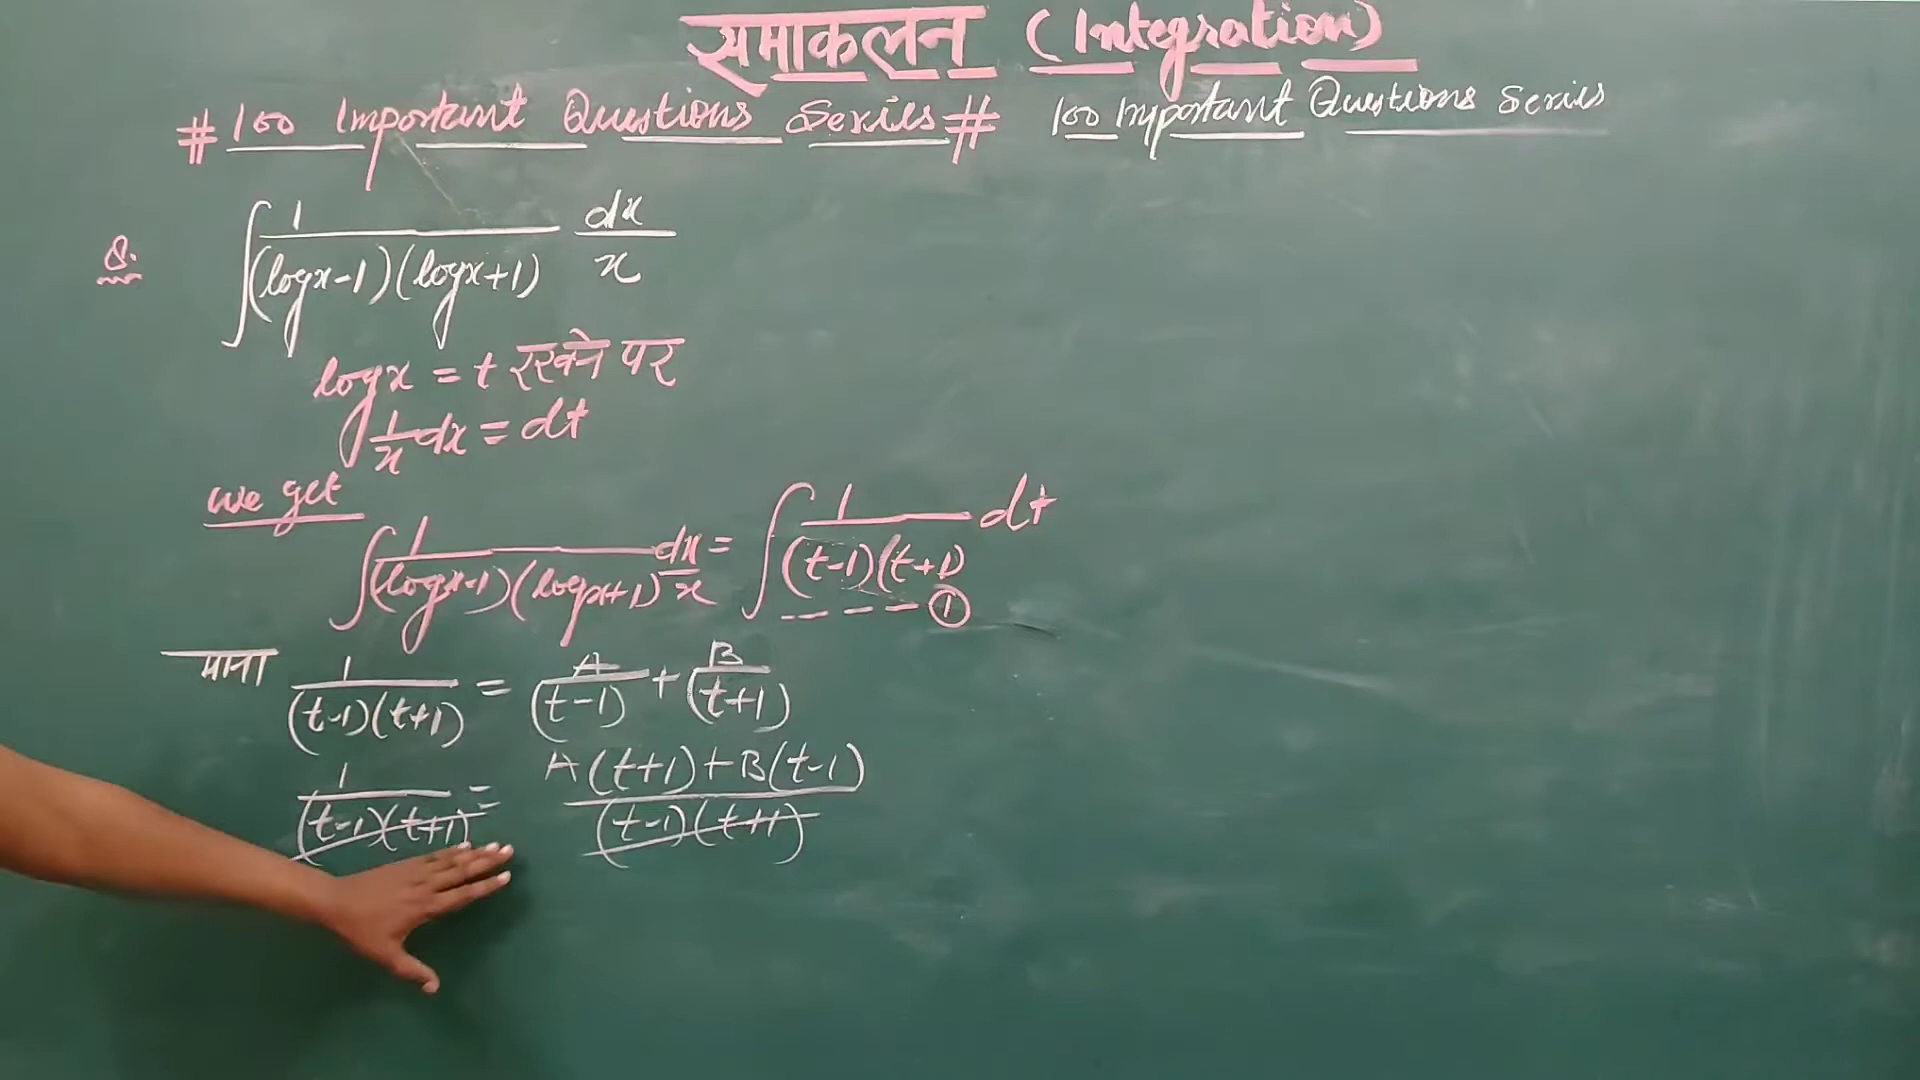 समाकलन (Integration)
# 100 Important Questions Series # 100 Important Questions Series
Q. ∫ 1/((logx-1)(logx+1)) dx/x
logx = t रखने पर
1/x dx = dt
we get
∫ 1/((logx-1)(logx+1)) dx/x = ∫ 1/((t-1)(t+1) dt
---- ①
माना 1/((t-1)(t+1)) = A/(t-1) + B/(t+1)
1/((t-1)(t+1)) = (A(t+1)+B(t-1))/((t-1)(t+1))